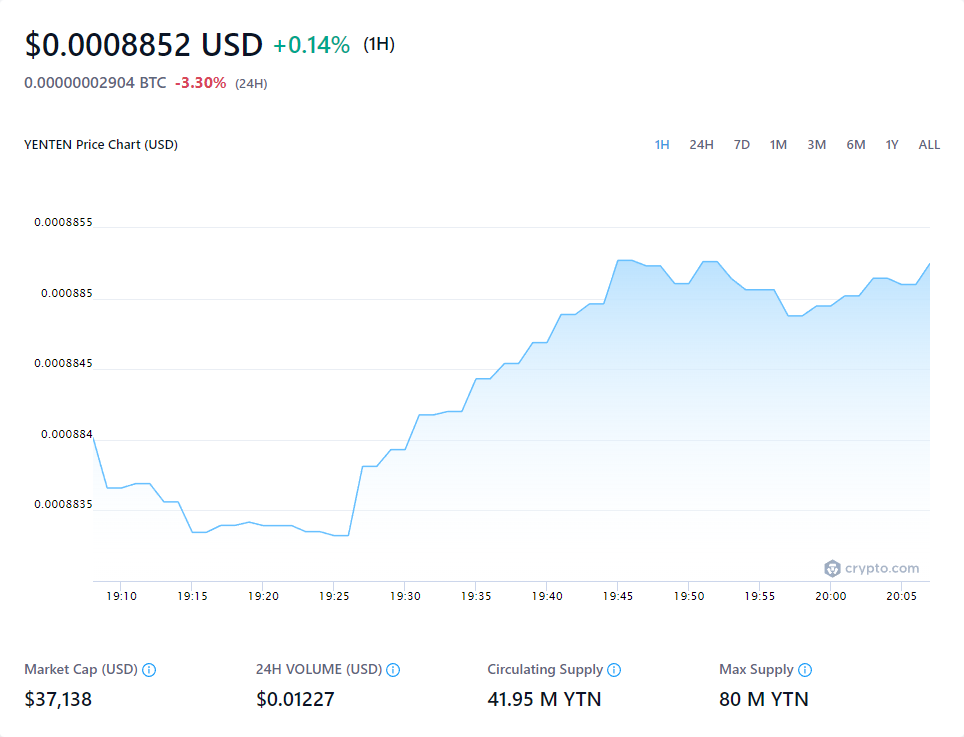 $0.0008852 USD +0.14% (1H)
0.00000002904 BTC -3.30% (24H)
YENTEN Price Chart (USD) 1H 24H 7D 1M 3M 6M 1Y ALL
0.0008855
0.000885
0.0008845
0.000884
0.0008835
crypto.com
19:10 19:15 19:20 19:25 19:30 19:35 19:40 19:45 19:50 19:55 20:00 20:05
Market Cap (USD) 24H VOLUME (USD) Circulating Supply Max Supply
$37,138 $0.01227 41.95 M YTN 80 M YTN